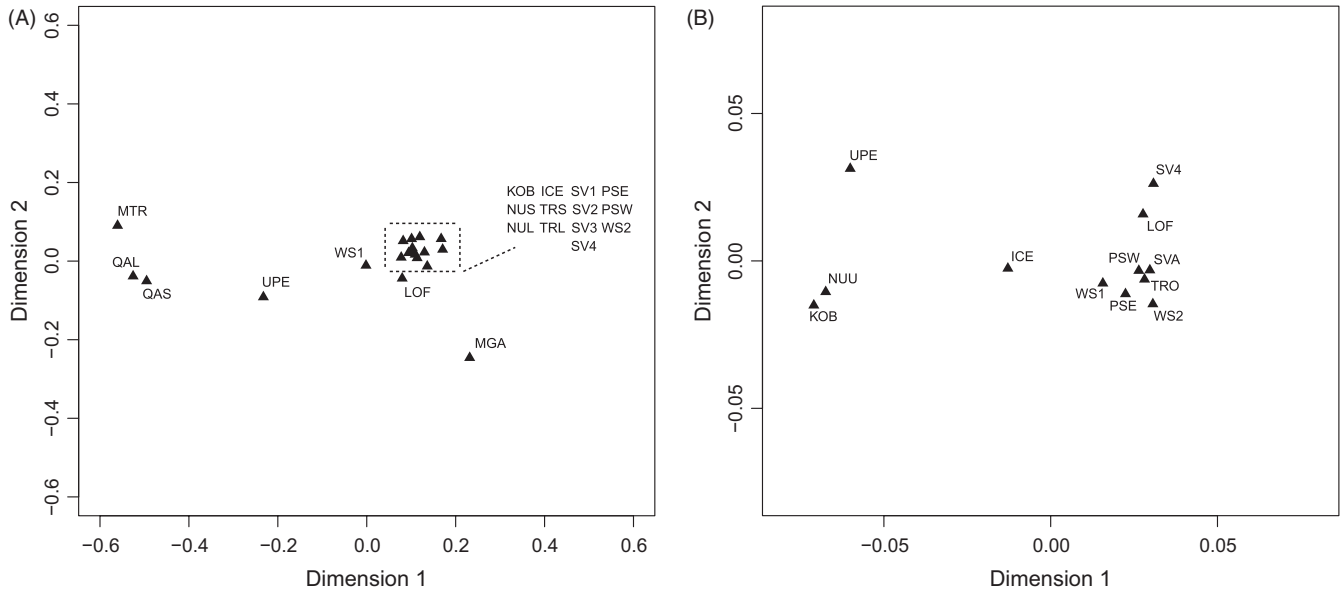 (A)
0.6
0.4
0.2
0.0
−0.2
−0.4
−0.6
Dimension 2
MTR
QAL
QAS
UPE
WS1
LOF
MGA
KOB ICE SV1 PSE
NUS TRS SV2 PSW
NUL TRL SV3 WS2
SV4
−0.6 −0.4 −0.2 0.0 0.2 0.4 0.6
Dimension 1
(B)
0.05
0.00
−0.05
Dimension 2
UPE
SV4
LOF
ICE
PSW SVA
TRO
NUU
WS1
PSE
WS2
KOB
−0.05 0.00 0.05
Dimension 1